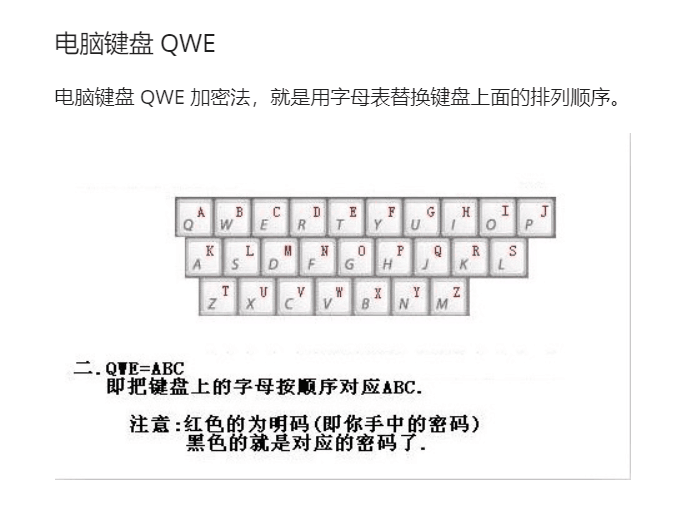 电脑键盘 QWE
电脑键盘 QWE 加密法，就是用字母表替换键盘上面的排列顺序。
Q A W B E C R D T E Y F U G I H O I P J
A K S L D M F N G O H P J Q K R L S
Z T X U C V V W B X N Y M Z
二.QWE=ABC
即把键盘上的字母按顺序对应ABC.
注意:红色的为明码(即你手中的密码)
黑色的就是对应的密码了.